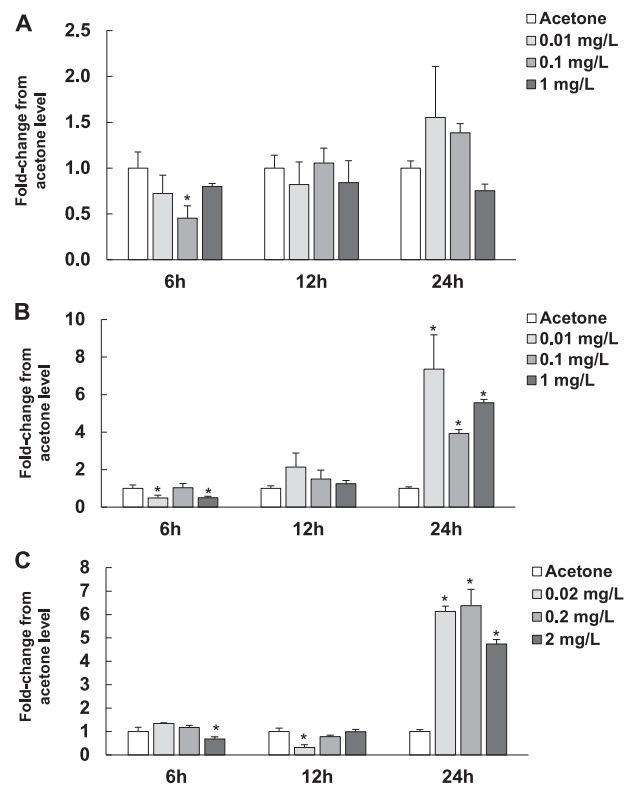 A
Acetone
0.01 mg/L
0.1 mg/L
1 mg/L
Fold-change from
acetone level
2.5
2.0
1.5
1.0
0.5
0.0
*
6h
12h
24h
B
Acetone
0.01 mg/L
0.1 mg/L
1 mg/L
Fold-change from
acetone level
10
8
6
4
2
0
*
*
*
*
*
6h
12h
24h
C
Acetone
0.02 mg/L
0.2 mg/L
2 mg/L
Fold-change from
acetone level
8
7
6
5
4
3
2
1
0
*
*
*
*
*
6h
12h
24h